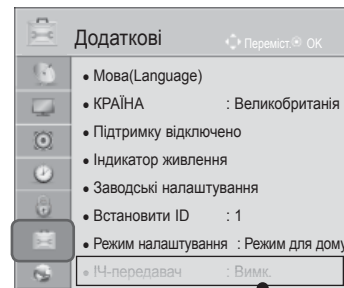 Додаткові
Переміст. OK
• Мова(Language)
• КРАЇНА : Великобританія
• Підтримку відключено
• Індикатор живлення
• Заводські налаштування
• Встановити ID : 1
• Режим налаштування : Режим для дому
• ІЧ-передавач : Вимк.